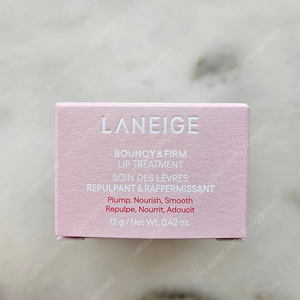 LANEIGE
BOUNCY & FIRM
LIP TREATMENT
SOIN DES LÈVRES
REPULPANT & RAFFERMISSANT
Plump, Nourish, Smooth
Repulpe, Nourrit, Adoucit
12 g / Net Wt. 0.42 oz.